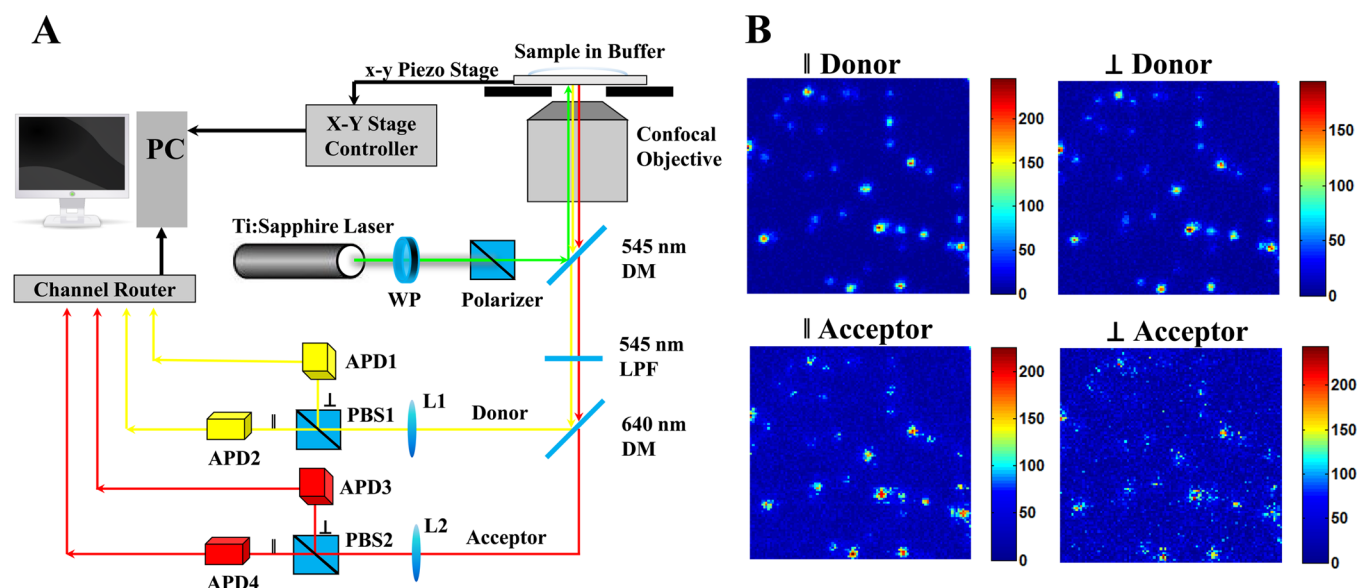 A
Sample in Buffer
x-y Piezo Stage
X-Y Stage
Controller
PC
Confocal
Objective
Ti:Sapphire Laser
WP
Polarizer
545 nm
DM
Channel Router
545 nm
LPF
APD1
⊥
PBS1
L1
Donor
640 nm
DM
∥
APD2
APD3
⊥
PBS2
L2
Acceptor
∥
APD4
B
∥ Donor
200
150
100
50
0
⊥ Donor
150
100
50
0
∥ Acceptor
200
150
100
50
0
⊥ Acceptor
200
150
100
50
0